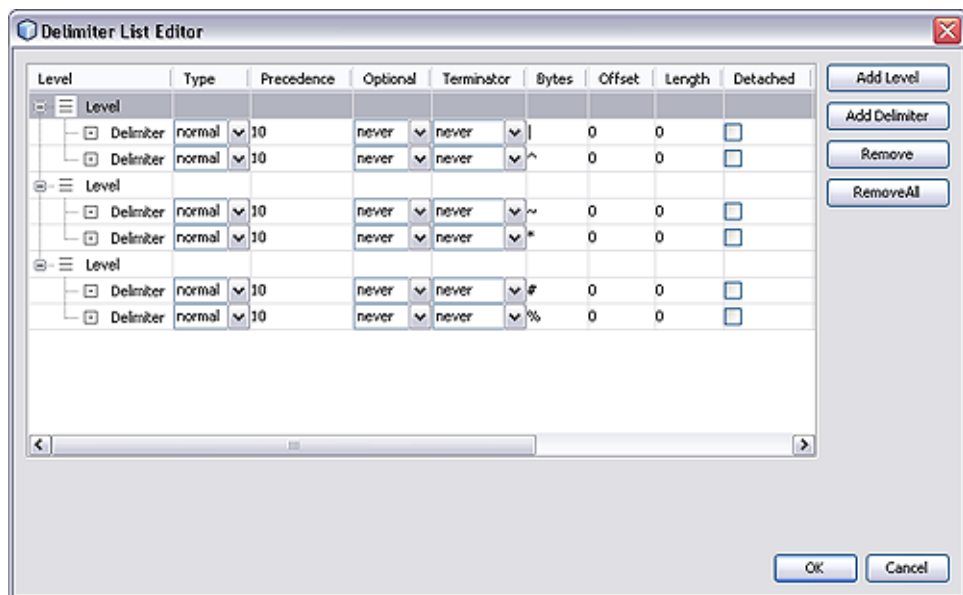 Delimiter List Editor
Level Type Precedence Optional Terminator Bytes Offset Length Detached
Level
Delimiter normal 10 never never | 0 0
Delimiter normal 10 never never ^ 0 0
Level
Delimiter normal 10 never never ~ 0 0
Delimiter normal 10 never never * 0 0
Level
Delimiter normal 10 never never # 0 0
Delimiter normal 10 never never % 0 0
Add Level
Add Delimiter
Remove
RemoveAll
OK Cancel